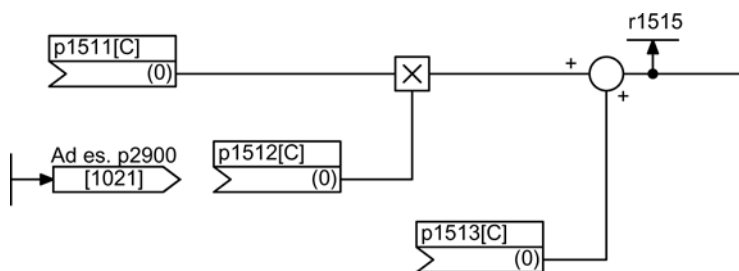 r1515
p1511[C]
(0)
+
+
Ad es. p2900
[1021]
p1512[C]
(0)
p1513[C]
(0)